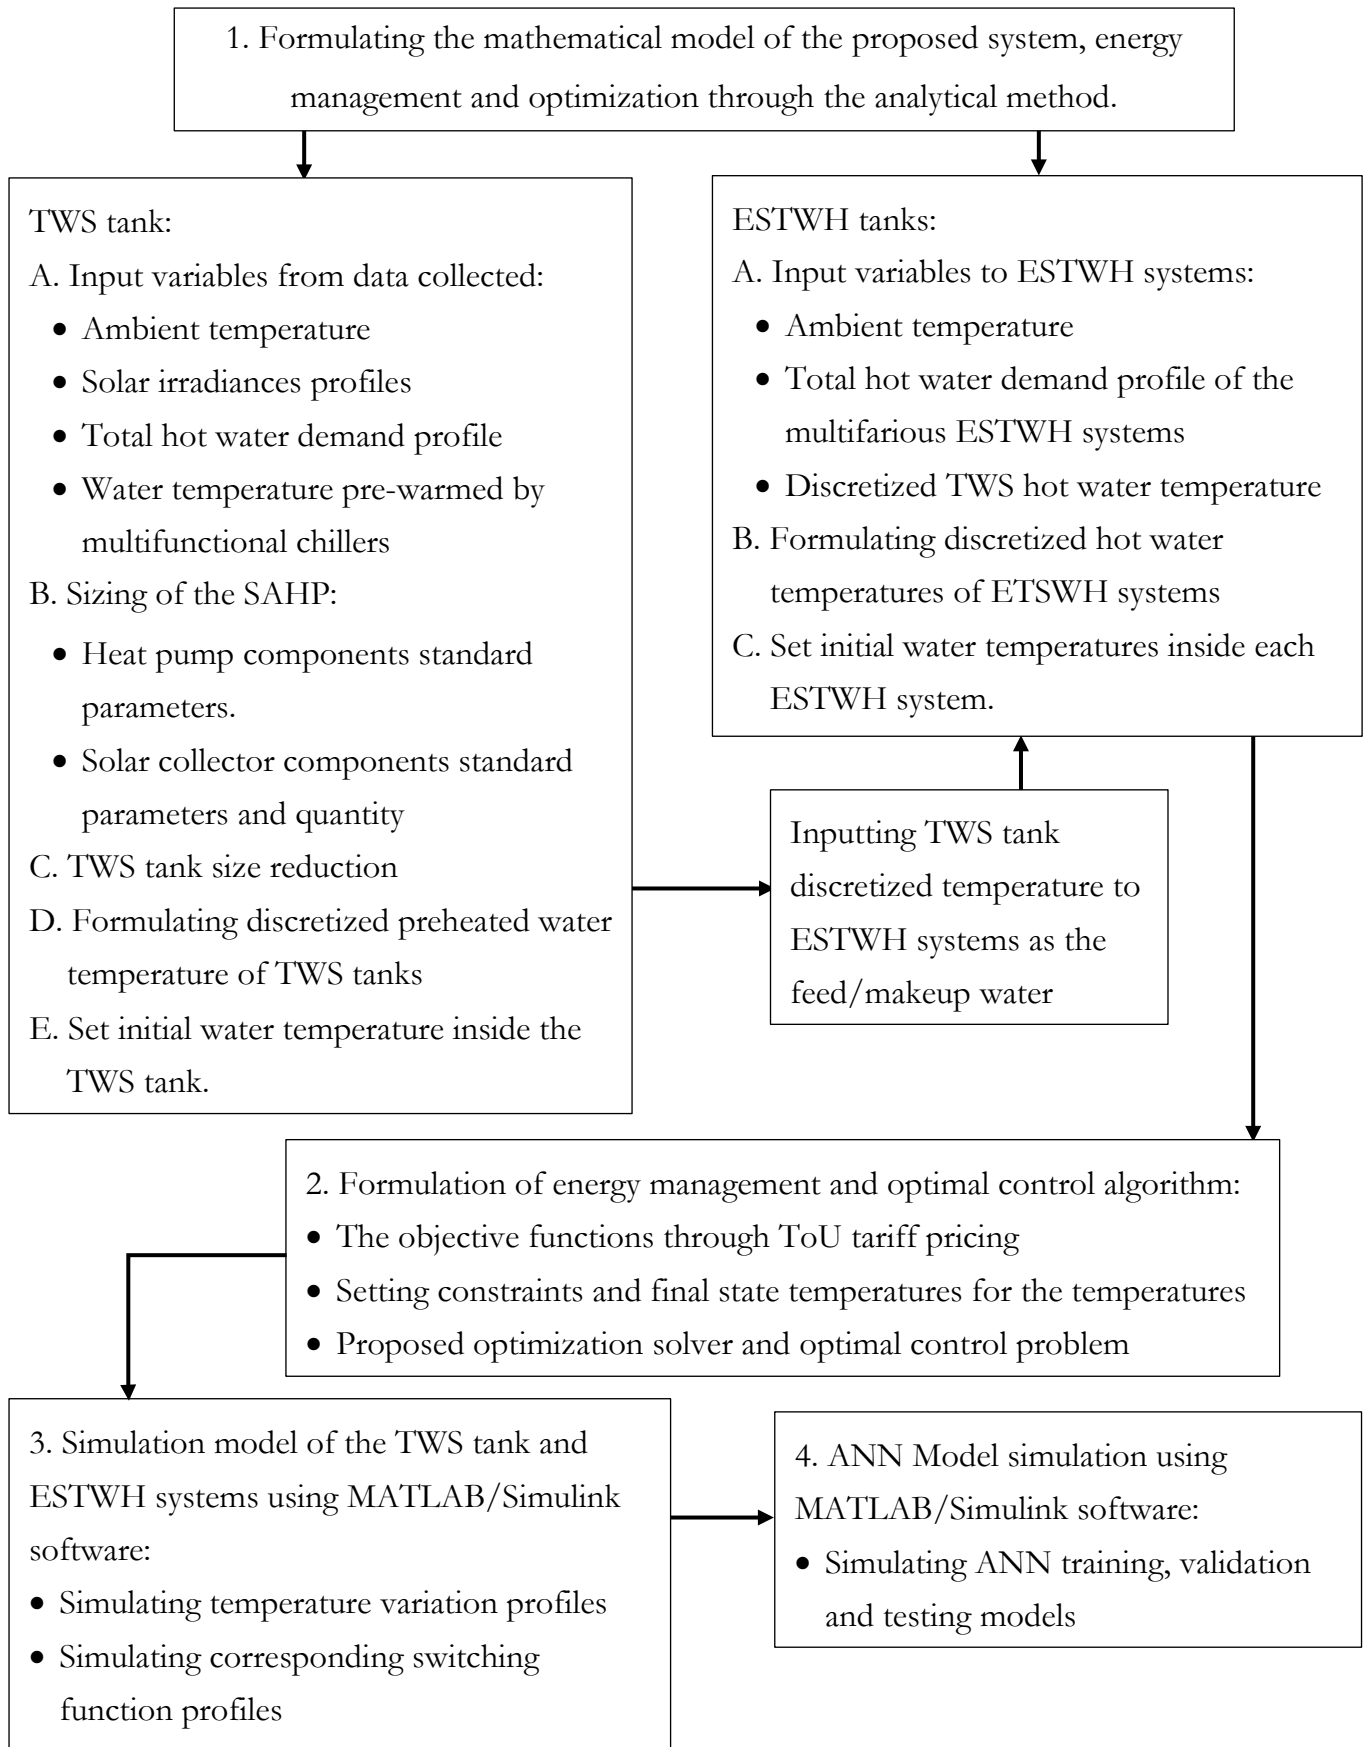 1. Formulating the mathematical model of the proposed system, energy
management and optimization through the analytical method.
TWS tank:
A. Input variables from data collected:
• Ambient temperature
• Solar irradiances profiles
• Total hot water demand profile
• Water temperature pre-warmed by
multifunctional chillers
B. Sizing of the SAHP:
• Heat pump components standard
parameters.
• Solar collector components standard
parameters and quantity
C. TWS tank size reduction
D. Formulating discretized preheated water
temperature of TWS tanks
E. Set initial water temperature inside the
TWS tank.
ESTWH tanks:
A. Input variables to ESTWH systems:
• Ambient temperature
• Total hot water demand profile of the
multifarious ESTWH systems
• Discretized TWS hot water temperature
B. Formulating discretized hot water
temperatures of ETSWH systems
C. Set initial water temperatures inside each
ESTWH system.
Inputting TWS tank
discretized temperature to
ESTWH systems as the
feed/makeup water
2. Formulation of energy management and optimal control algorithm:
• The objective functions through ToU tariff pricing
• Setting constraints and final state temperatures for the temperatures
• Proposed optimization solver and optimal control problem
3. Simulation model of the TWS tank and
ESTWH systems using MATLAB/Simulink
software:
• Simulating temperature variation profiles
• Simulating corresponding switching
function profiles
4. ANN Model simulation using
MATLAB/Simulink software:
• Simulating ANN training, validation
and testing models